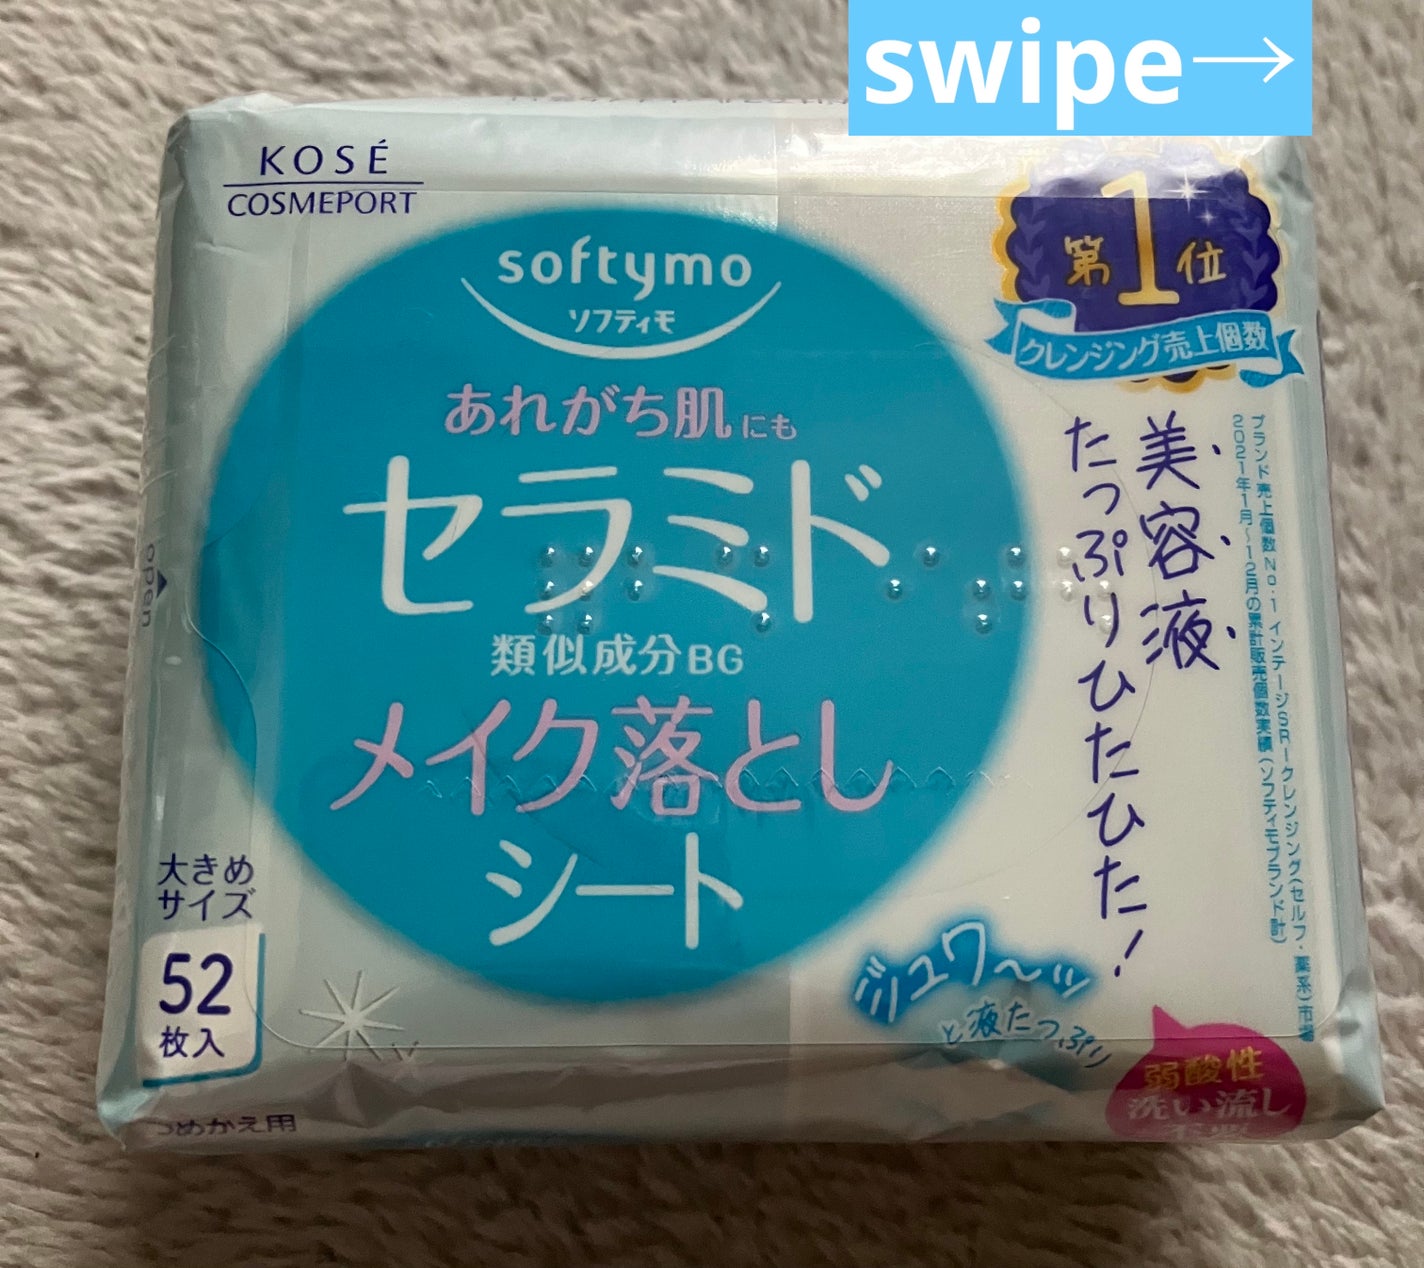 swipe→
KOSÉ
COSMEPORT
softymo
ソフティモ
第1位
クレンジング売上個数
あれがち肌にも
セラミド
類似成分BG
メイク落とし
シート
美容液
たっぷりひたひた!
ブランド売上個数No.1 インテージSRIクレンジング(セルフ・薬系)市場
2021年1月~12月の累計販売個数実績(ソフティモブランド計)
open
大きめ
サイズ
52
枚入
ジュワ~ッ
と液たっぷり
弱酸性
洗い流し
不要
つめかえ用